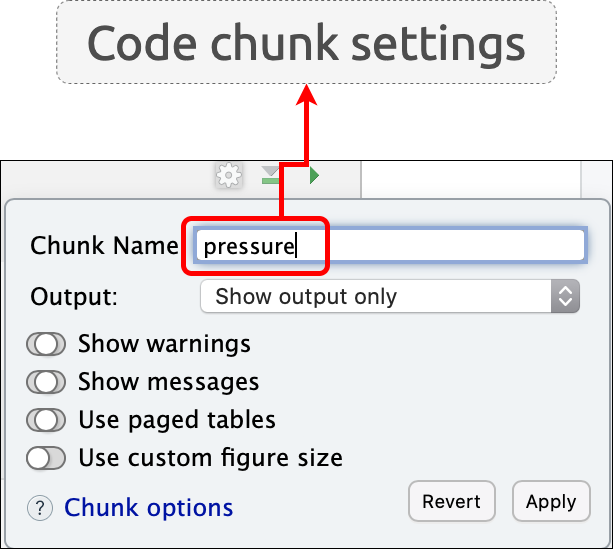 Code chunk settings
Chunk Name
pressure
Output:
Show output only
Show warnings
Show messages
Use paged tables
Use custom figure size
? Chunk options
Revert
Apply